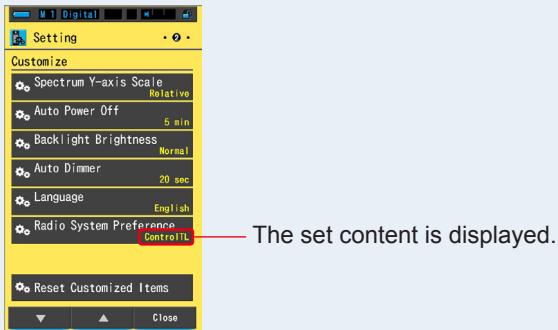 M 1 Digital
Setting
• 2 •
Customize
Spectrum Y-axis Scale
Relative
Auto Power Off
5 min
Backlight Brightness
Normal
Auto Dimmer
20 sec
Language
English
Radio System Preference
ControlTL
The set content is displayed.
Reset Customized Items
▼ ▲ Close